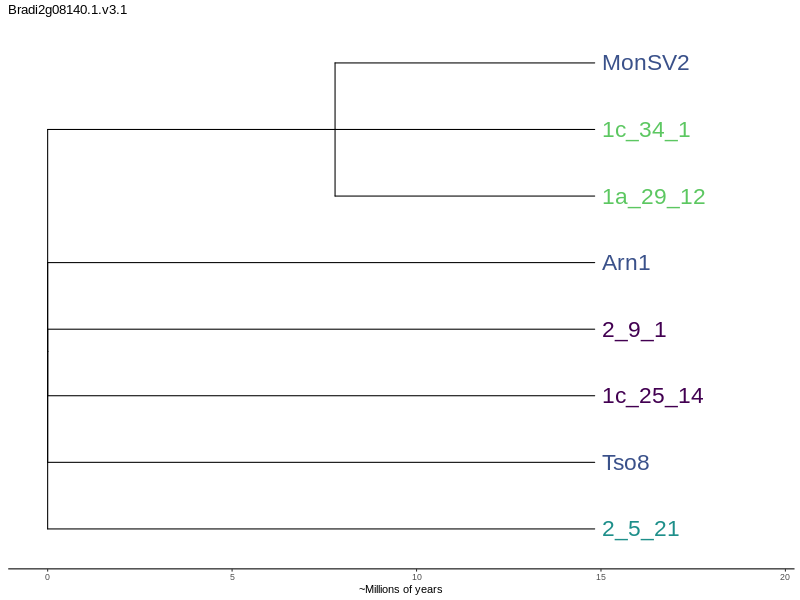 Bradi2g08140.1.v3.1
MonSV2
1c_34_1
1a_29_12
Arn1
2_9_1
1c_25_14
Tso8
2_5_21
0 5 10 15 20
~Millions of years